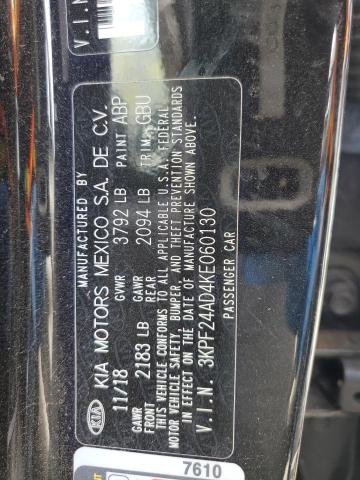 V.I.N
MANUFACTURED BY
KIA KIA MOTORS MEXICO S.A. DE C.V.
11/18 GVWR 3792 LB PAINT ABP
GAWR FRONT 2183 LB GAWR REAR 2094 LB TRIM GBU
THIS VEHICLE CONFORMS TO ALL APPLICABLE U.S.A. FEDERAL
MOTOR VEHICLE SAFETY, BUMPER, AND THEFT PREVENTION STANDARDS
IN EFFECT ON THE DATE OF MANUFACTURE SHOWN ABOVE.
V.I.N. 3KPF24AD4KE060130
PASSENGER CAR
7610